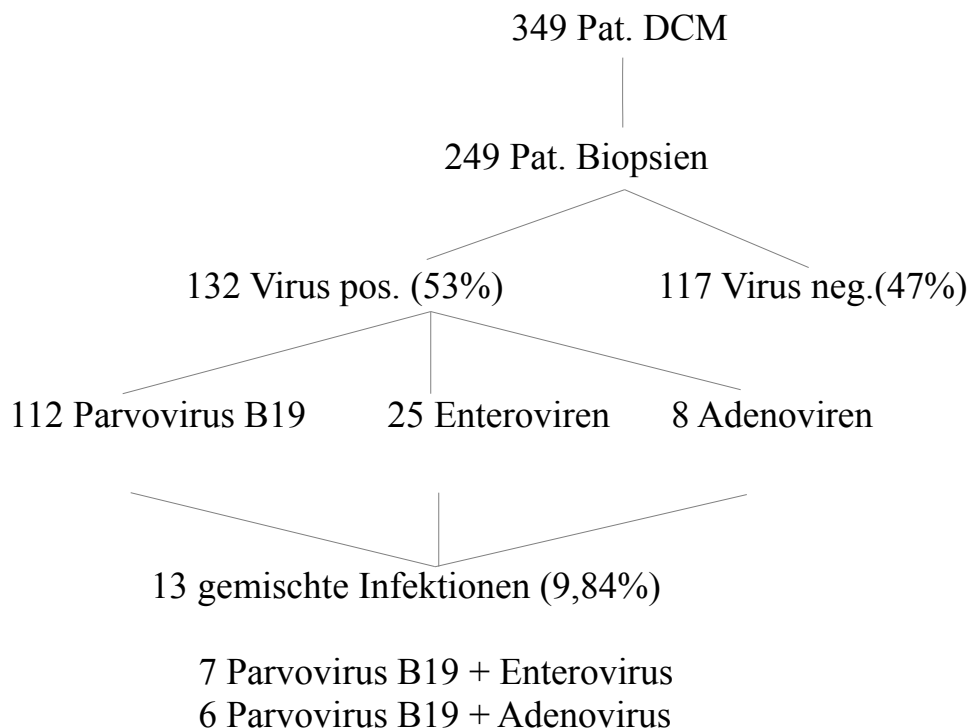 349 Pat. DCM
249 Pat. Biopsien
132 Virus pos. (53%) 117 Virus neg.(47%)
112 Parvovirus B19 25 Enteroviren 8 Adenoviren
13 gemischte Infektionen (9,84%)
7 Parvovirus B19 + Enterovirus
6 Parvovirus B19 + Adenovirus